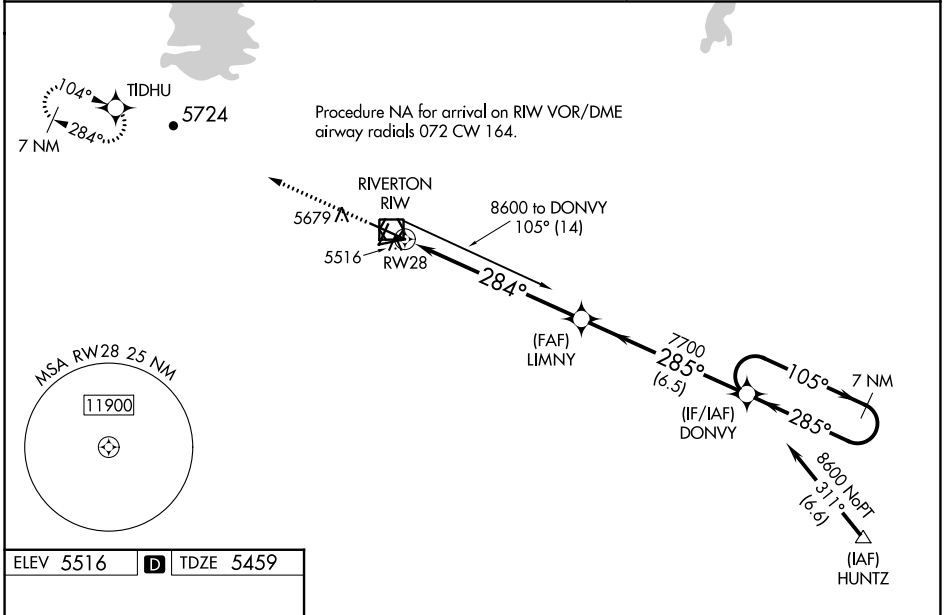 104°
TIDHU
5724
284°
7 NM
Procedure NA for arrival on RIW VOR/DME
airway radials 072 CW 164.
RIVERTON
RIW
8600 to DONVY
105° (14)
5679
5516
RW28
284°
(FAF)
LIMNY
7700
285°
(6.5)
105°
7 NM
285°
(IF/IAF)
DONVY
8600 NoPT
311°
(6.6)
(IAF)
HUNTZ
MSA RW28 25 NM
11900
ELEV 5516 D TDZE 5459